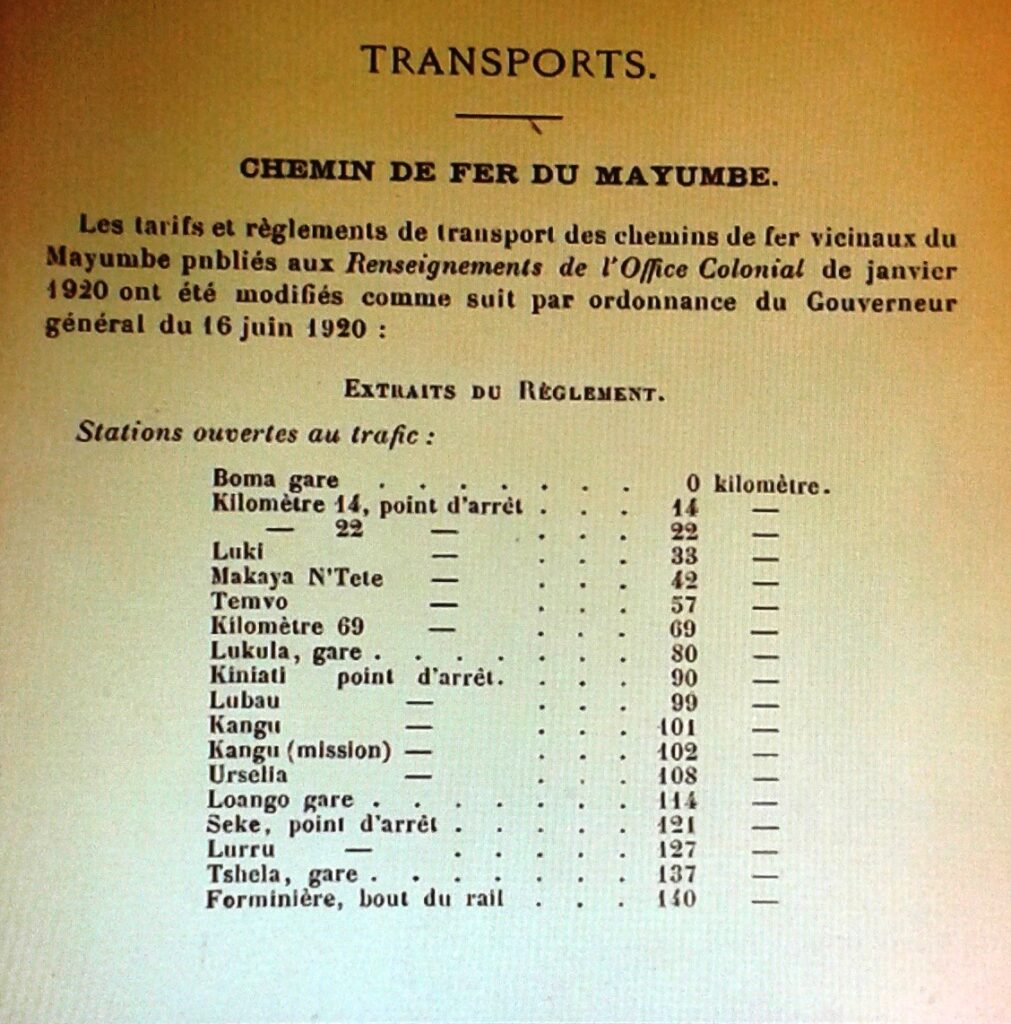 TRANSPORTS.
CHEMIN DE FER DU MAYUMBE.
Les tarifs et règlements de transport des chemins de fer vicinaux du
Mayumbe publiés aux Renseignements de l'Office Colonial de janvier
1920 ont été modifiés comme suit par ordonnance du Gouverneur
général du 16 juin 1920 :
EXTRAITS DU RÈGLEMENT.
Stations ouvertes au trafic :
Boma gare . . . . . . . 0 kilomètre.
Kilomètre 14, point d'arrêt . . . 14 —
— 22 — . . . 22 —
Luki — . . . 33 —
Makaya N'Tete — . . . 42 —
Temvo — . . . 57 —
Kilomètre 69 — . . . 69 —
Lukula, gare . . . . . . . 80 —
Kiniati point d'arrêt. . . . 90 —
Lubau — . . . 99 —
Kangu — . . . 101 —
Kangu (mission) — . . . 102 —
Urselia — . . . 108 —
Loango gare . . . . . . . 114 —
Seke, point d'arrêt . . . . . 121 —
Lurru — . . . . . 127 —
Tshela, gare . . . . . . . 137 —
Forminière, bout du rail . . . 140 —